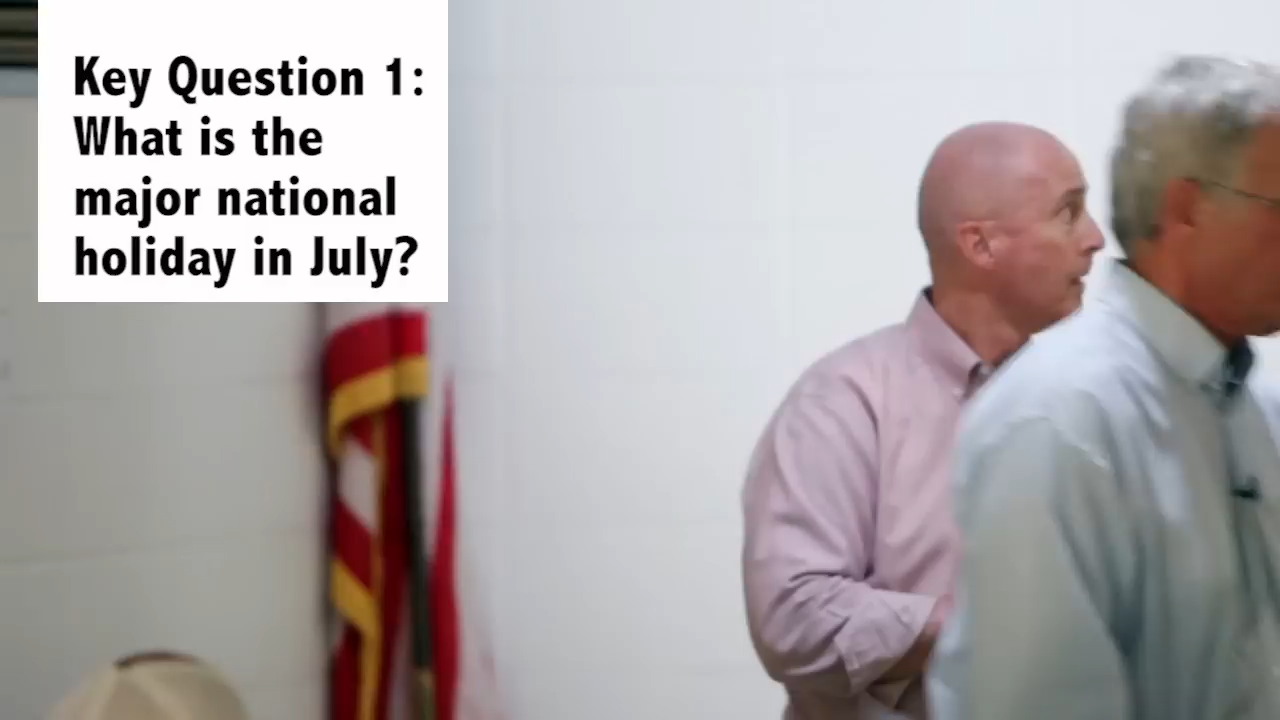 Key Question 1:
What is the
major national
holiday in July?